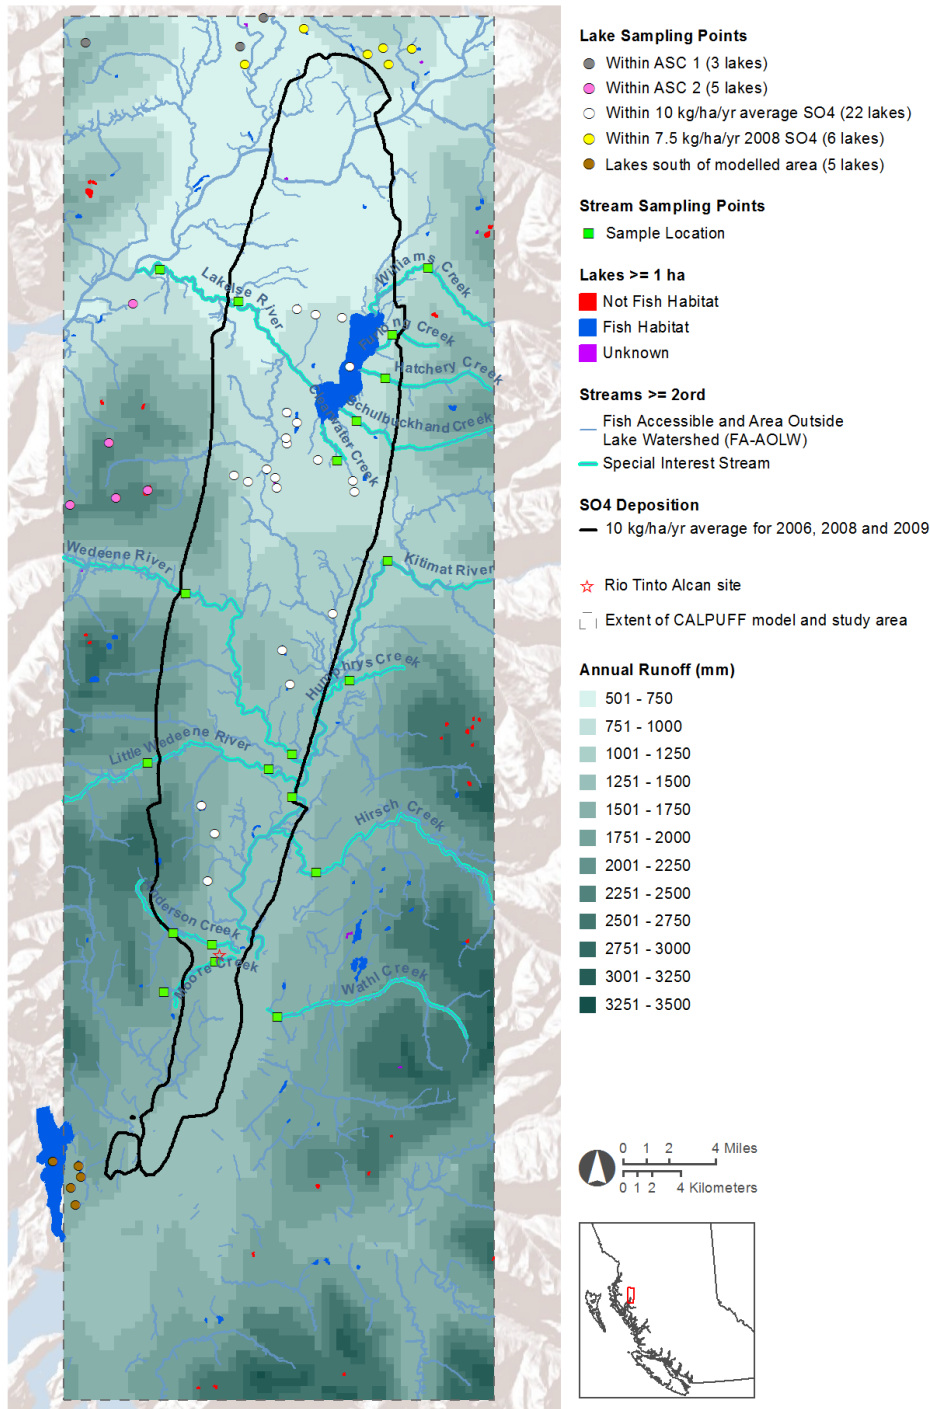 Lake Sampling Points
Within ASC 1 (3 lakes)
Within ASC 2 (5 lakes)
Within 10 kg/ha/yr average SO4 (22 lakes)
Within 7.5 kg/ha/yr 2008 SO4 (6 lakes)
Lakes south of modelled area (5 lakes)
Stream Sampling Points
Sample Location
Lakes >= 1 ha
Not Fish Habitat
Fish Habitat
Unknown
Streams >= 2ord
Fish Accessible and Area Outside
Lake Watershed (FA-AOLW)
Special Interest Stream
SO4 Deposition
10 kg/ha/yr average for 2006, 2008 and 2009
Rio Tinto Alcan site
Extent of CALPUFF model and study area
Annual Runoff (mm)
501 - 750
751 - 1000
1001 - 1250
1251 - 1500
1501 - 1750
1751 - 2000
2001 - 2250
2251 - 2500
2501 - 2750
2751 - 3000
3001 - 3250
3251 - 3500
0 1 2 4 Miles
0 1 2 4 Kilometers
Williams Creek
Lakelse River
Furlong Creek
Hatchery Creek
Schulbuckhand Creek
Clearwater Creek
Wedeene River
Kitimat River
Humphrys Creek
Little Wedeene River
Hirsch Creek
Anderson Creek
Moore Creek
Wathl Creek